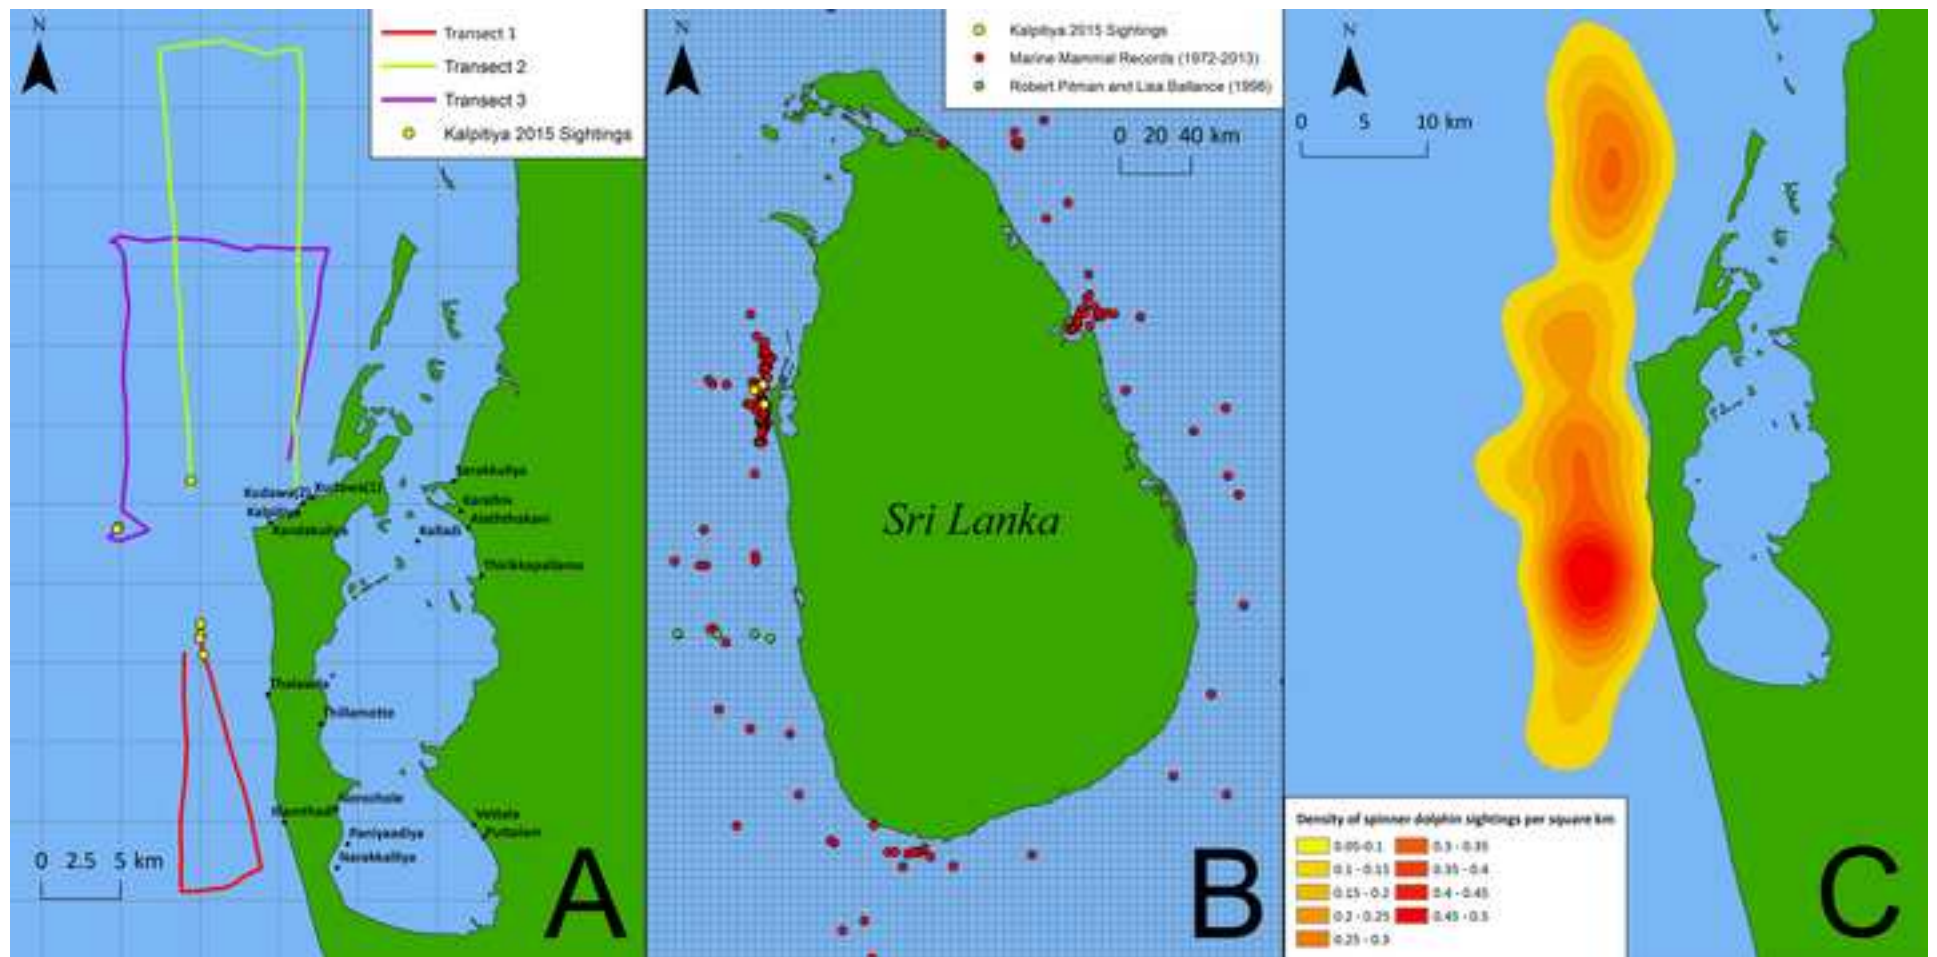 N
Transect 1
Transect 2
Transect 3
Kalpitiya 2015 Sightings
Serakkuliya
Kudawa(2)
Kudawa(1)
Kalpitiya
Kandakuliya
Karathiv
Kalladi
Thirikkapallama
Thalawila
Thillamotte
Norochole
Paniyaadiya
Narakkalliya
Vettala
Puttalam
0 2.5 5 km
A
N
Kalpitiya 2015 Sightings
Marine Mammal Records (1972-2013)
Robert Pitman and Lisa Ballance (1996)
0 20 40 km
Sri Lanka
B
N
0 5 10 km
Density of spinner dolphin sightings per square km
0.05-0.1
0.3 - 0.35
0.1 - 0.15
0.35 - 0.4
0.15 - 0.2
0.4 - 0.45
0.2 - 0.25
0.45 - 0.5
0.25 - 0.3
C